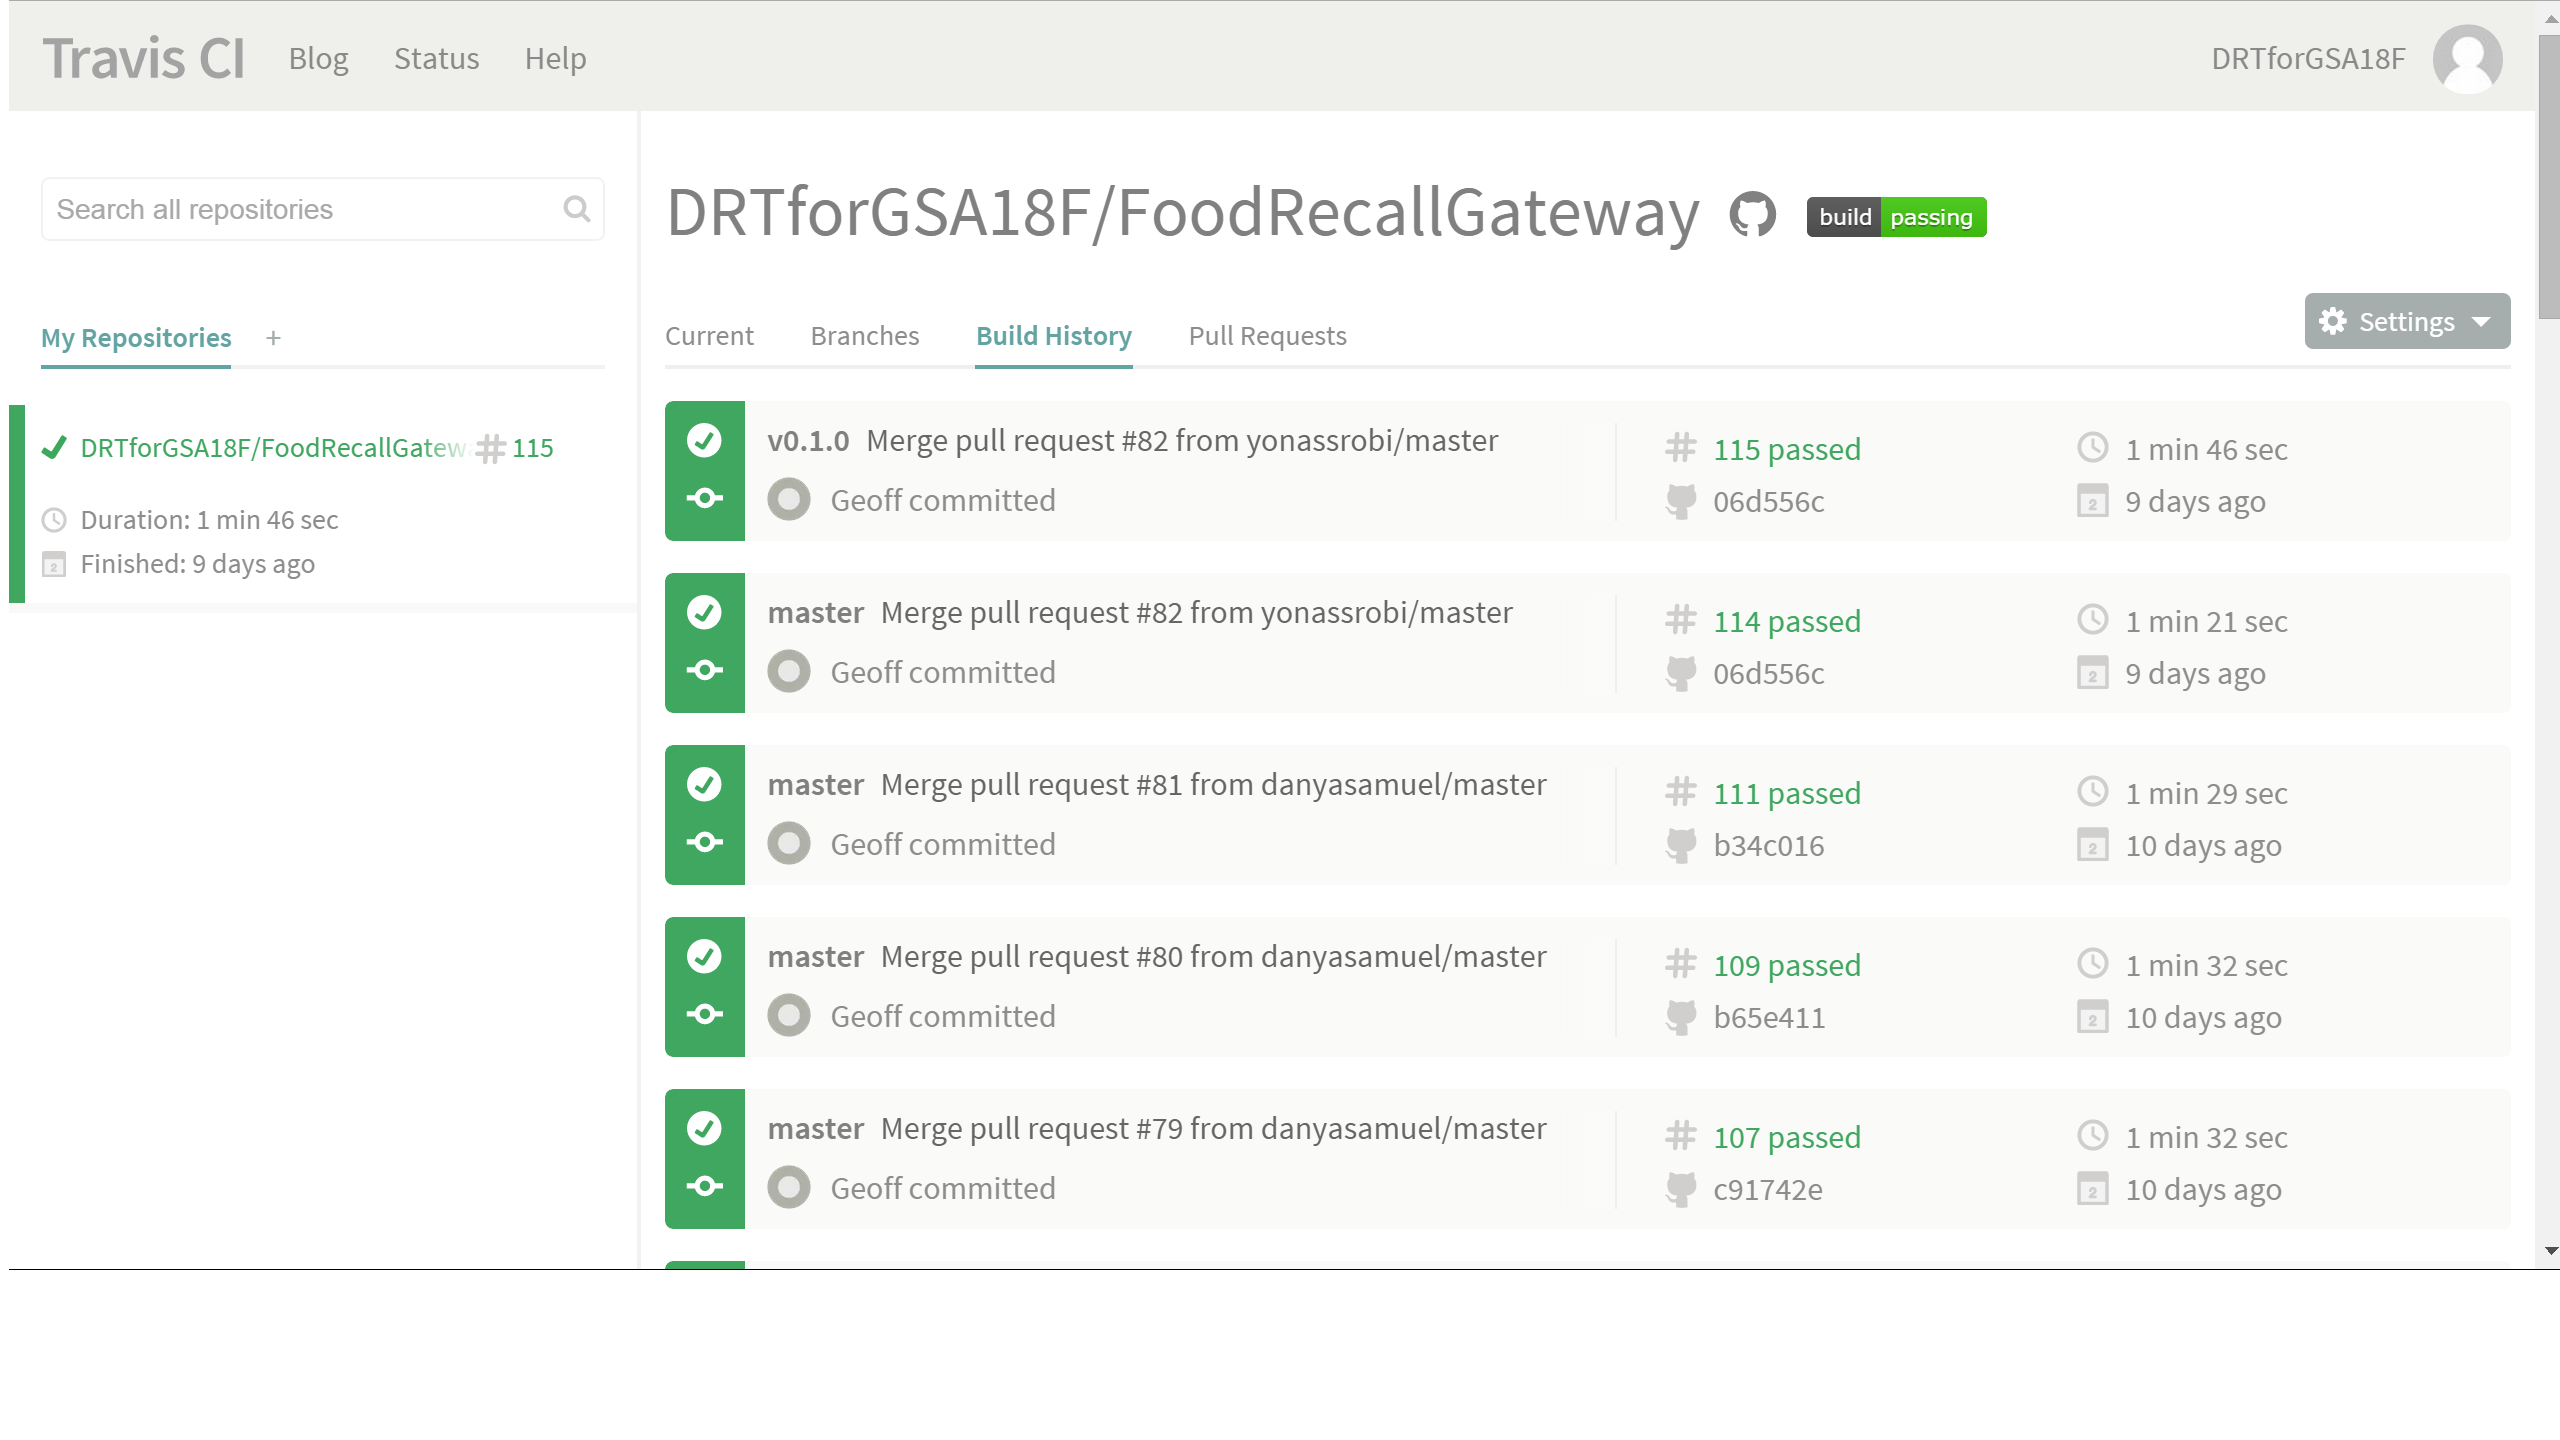 Travis CI Blog Status Help DRTforGSA18F
Search all repositories
My Repositories +
DRTforGSA18F/FoodRecallGatew 115
Duration: 1 min 46 sec
Finished: 9 days ago
DRTforGSA18F/FoodRecallGateway build passing
Current Branches Build History Pull Requests Settings
v0.1.0 Merge pull request #82 from yonassrobi/master 115 passed 1 min 46 sec
Geoff committed 06d556c 9 days ago
master Merge pull request #82 from yonassrobi/master 114 passed 1 min 21 sec
Geoff committed 06d556c 9 days ago
master Merge pull request #81 from danyasamuel/master 111 passed 1 min 29 sec
Geoff committed b34c016 10 days ago
master Merge pull request #80 from danyasamuel/master 109 passed 1 min 32 sec
Geoff committed b65e411 10 days ago
master Merge pull request #79 from danyasamuel/master 107 passed 1 min 32 sec
Geoff committed c91742e 10 days ago